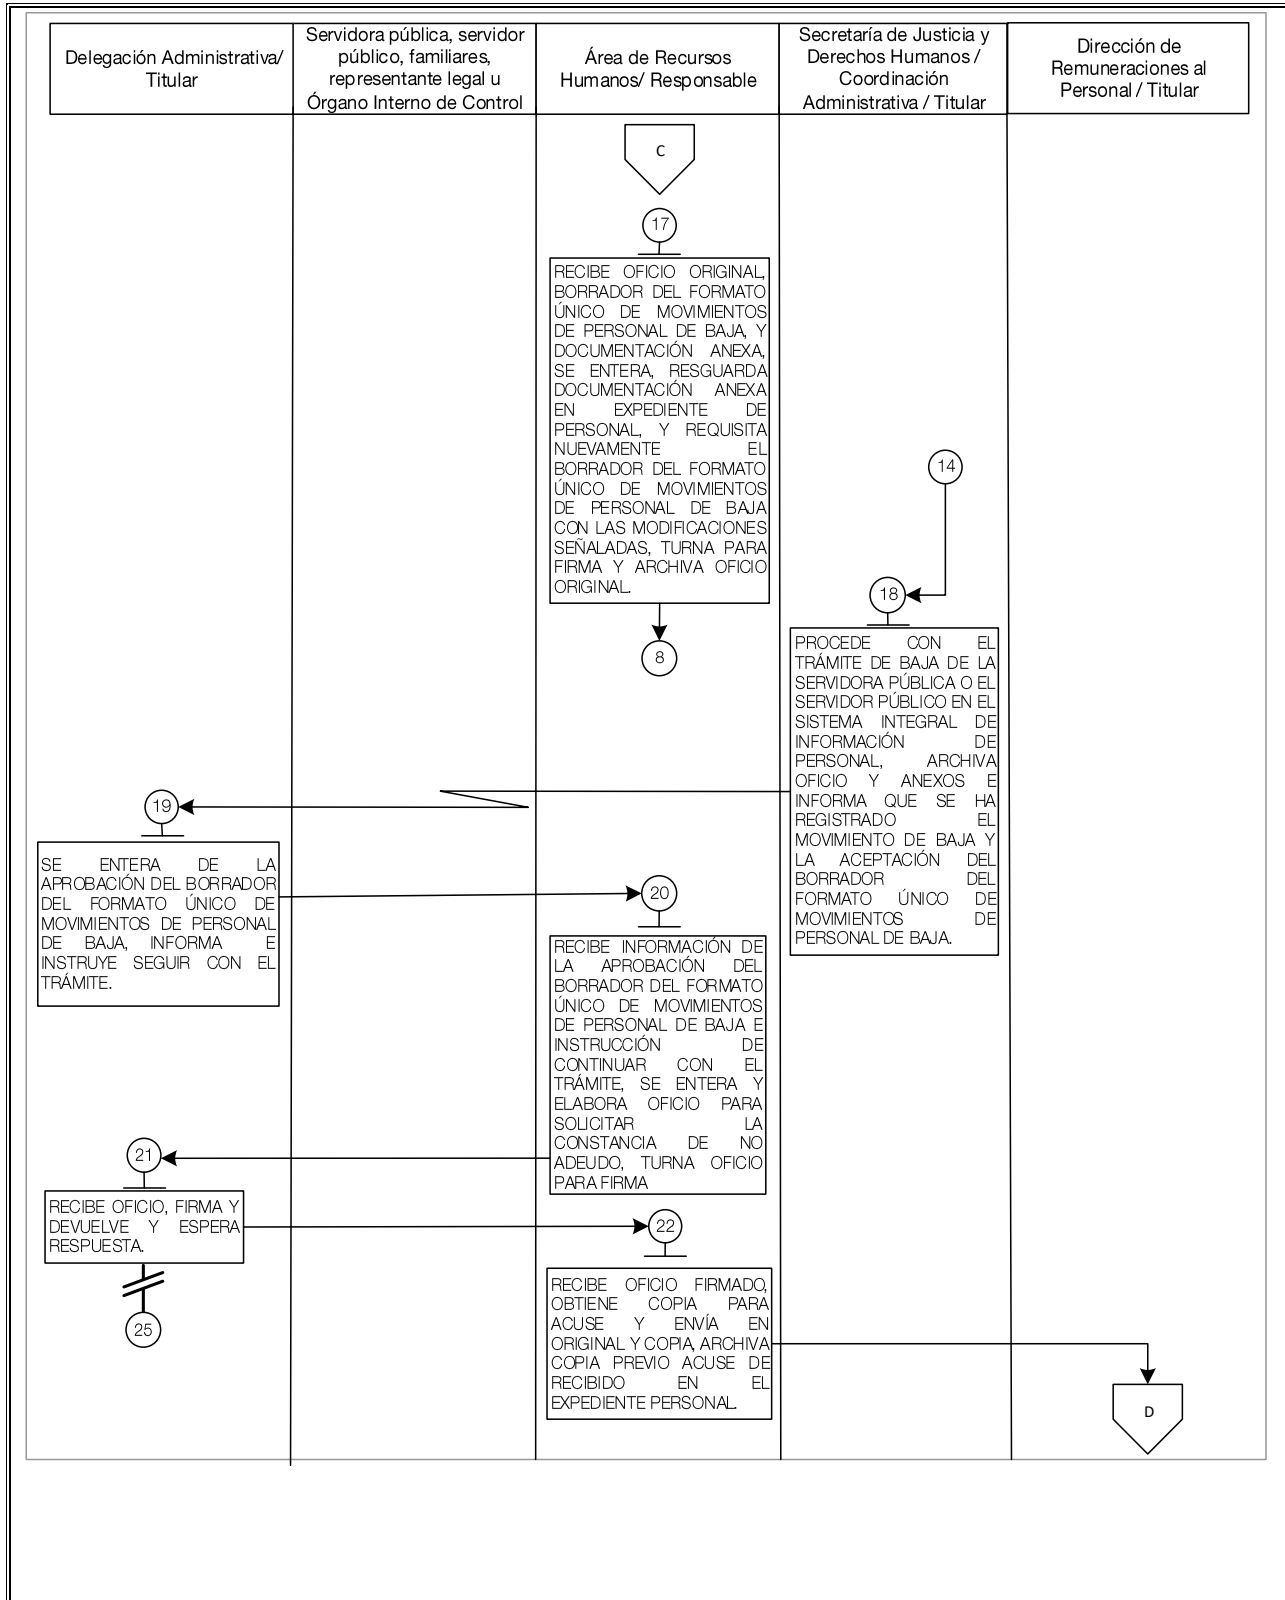 Delegación Administrativa/
Titular
Servidora pública, servidor
público, familiares,
representante legal u
Órgano Interno de Control
Área de Recursos
Humanos/ Responsable
Secretaría de Justicia y
Derechos Humanos /
Coordinación
Administrativa / Titular
Dirección de
Remuneraciones al
Personal / Titular
C
17
RECIBE OFICIO ORIGINAL,
BORRADOR DEL FORMATO
ÚNICO DE MOVIMIENTOS
DE PERSONAL DE BAJA, Y
DOCUMENTACIÓN ANEXA,
SE ENTERA, RESGUARDA
DOCUMENTACIÓN ANEXA
EN EXPEDIENTE DE
PERSONAL, Y REQUISITA
NUEVAMENTE EL
BORRADOR DEL FORMATO
ÚNICO DE MOVIMIENTOS
DE PERSONAL DE BAJA
CON LAS MODIFICACIONES
SEÑALADAS, TURNA PARA
FIRMA Y ARCHIVA OFICIO
ORIGINAL.
8
14
18
PROCEDE CON EL
TRÁMITE DE BAJA DE LA
SERVIDORA PÚBLICA O EL
SERVIDOR PÚBLICO EN EL
SISTEMA INTEGRAL DE
INFORMACIÓN DE
PERSONAL, ARCHIVA
OFICIO Y ANEXOS E
INFORMA QUE SE HA
REGISTRADO EL
MOVIMIENTO DE BAJA Y
LA ACEPTACIÓN DEL
BORRADOR DEL
FORMATO ÚNICO DE
MOVIMIENTOS DE
PERSONAL DE BAJA.
19
SE ENTERA DE LA
APROBACIÓN DEL BORRADOR
DEL FORMATO ÚNICO DE
MOVIMIENTOS DE PERSONAL
DE BAJA, INFORMA E
INSTRUYE SEGUIR CON EL
TRÁMITE.
20
RECIBE INFORMACIÓN DE
LA APROBACIÓN DEL
BORRADOR DEL FORMATO
ÚNICO DE MOVIMIENTOS
DE PERSONAL DE BAJA E
INSTRUCCIÓN DE
CONTINUAR CON EL
TRÁMITE, SE ENTERA Y
ELABORA OFICIO PARA
SOLICITAR LA
CONSTANCIA DE NO
ADEUDO, TURNA OFICIO
PARA FIRMA
21
RECIBE OFICIO, FIRMA Y
DEVUELVE Y ESPERA
RESPUESTA.
25
22
RECIBE OFICIO FIRMADO,
OBTIENE COPIA PARA
ACUSE Y ENVÍA EN
ORIGINAL Y COPIA, ARCHIVA
COPIA PREVIO ACUSE DE
RECIBIDO EN EL
EXPEDIENTE PERSONAL.
D